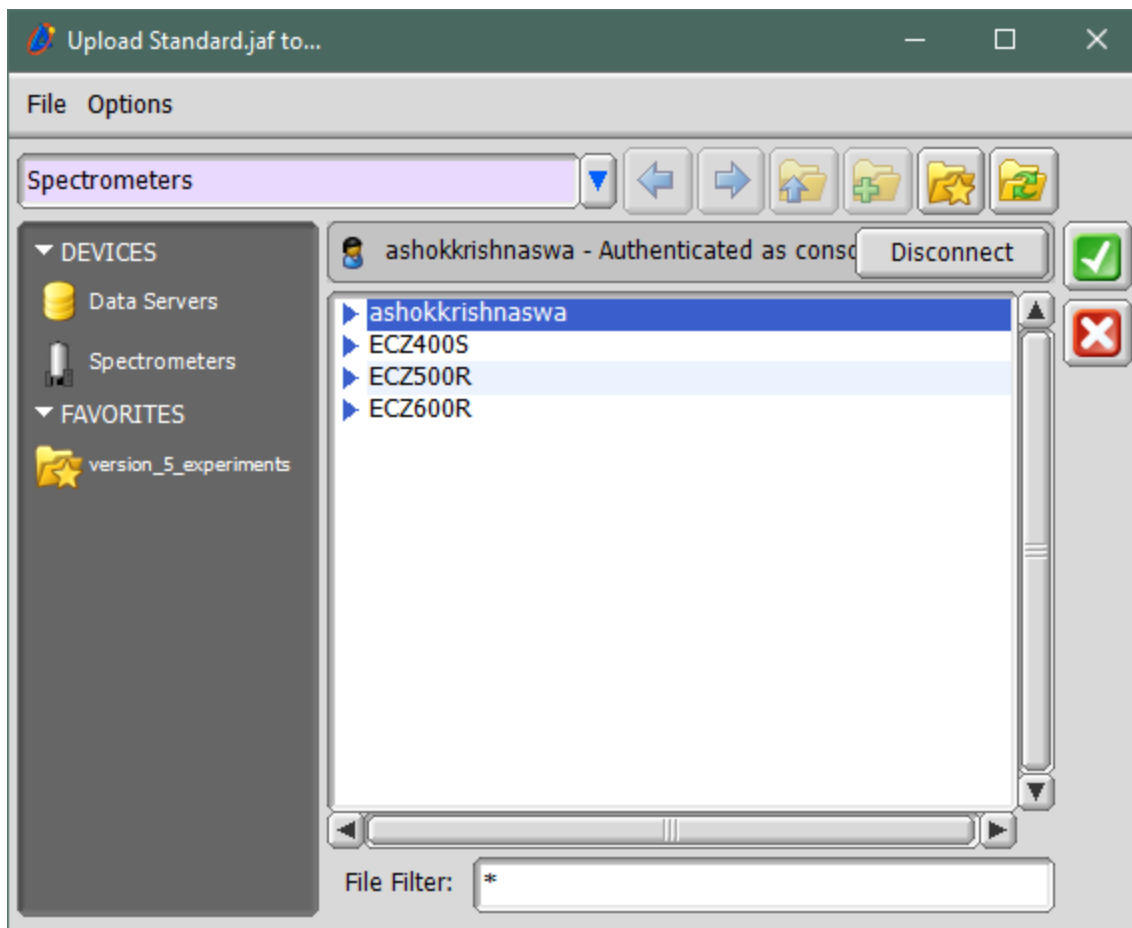 Upload Standard.jaf to...
File Options
Spectrometers
DEVICES
Data Servers
Spectrometers
FAVORITES
version_5_experiments
ashokkrishnaswa - Authenticated as conso
Disconnect
ashokkrishnaswa
ECZ400S
ECZ500R
ECZ600R
File Filter: *